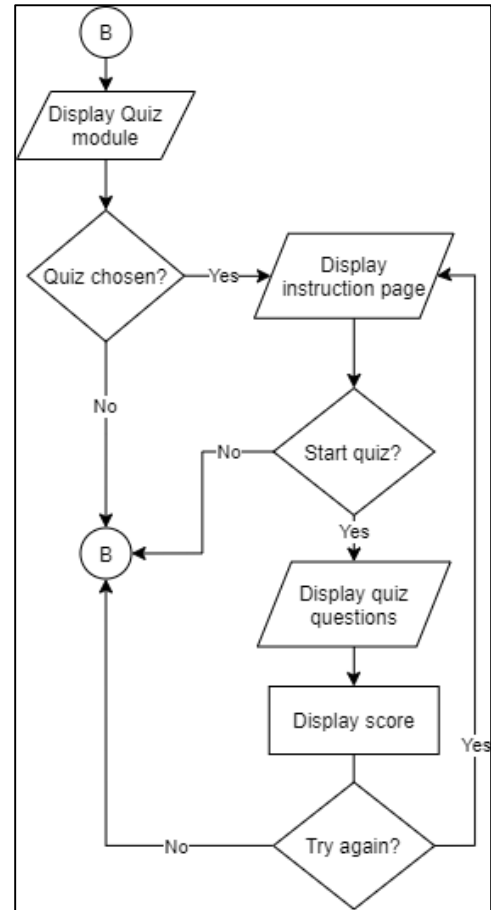 B
Display Quiz
module
Quiz chosen?
Yes
Display
instruction page
No
Start quiz?
No
Yes
B
Display quiz
questions
Display score
Yes
Try again?
No